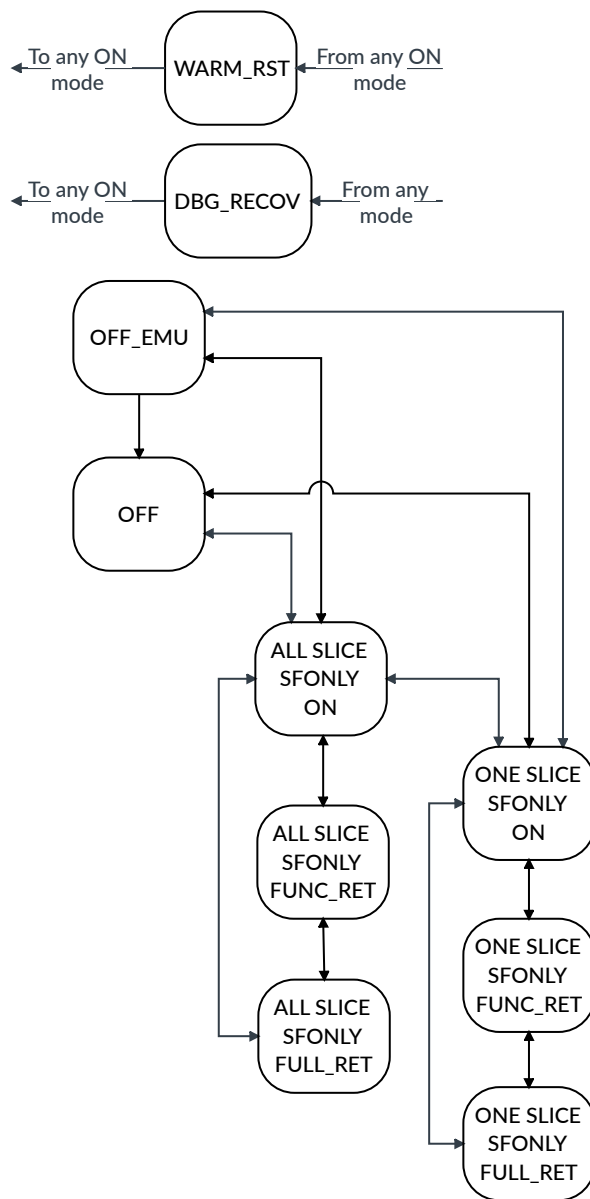 To any ON
mode
WARM_RST
From any ON
mode
To any ON
mode
DBG_RECOV
From any
mode
OFF_EMU
OFF
ALL SLICE
SFONLY
ON
ONE SLICE
SFONLY
ON
ALL SLICE
SFONLY
FUNC_RET
ONE SLICE
SFONLY
FUNC_RET
ALL SLICE
SFONLY
FULL_RET
ONE SLICE
SFONLY
FULL_RET